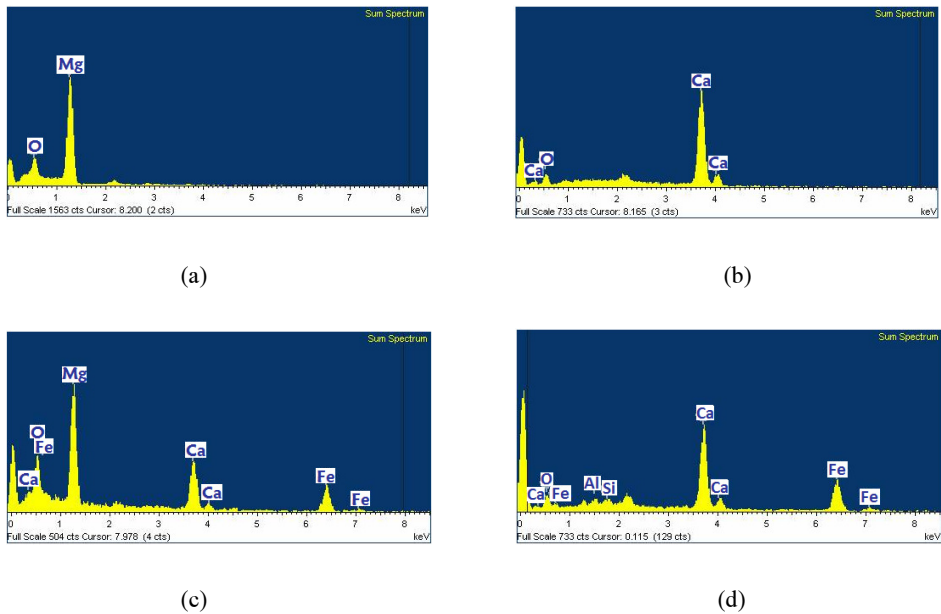 Sum Spectrum
Mg
O
0 1 2 3 4 5 6 7 8
Full Scale 1563 cts Cursor: 8.200 (2 cts) keV
(a)
Sum Spectrum
Ca
Ca O Ca
0 1 2 3 4 5 6 7 8
Full Scale 733 cts Cursor: 8.165 (3 cts) keV
(b)
Sum Spectrum
Mg
O
Fe Ca
Ca Ca Fe Fe
0 1 2 3 4 5 6 7 8
Full Scale 504 cts Cursor: 7.978 (4 cts) keV
(c)
Sum Spectrum
Ca
O Al Si Fe
Ca Fe Ca Fe
0 1 2 3 4 5 6 7 8
Full Scale 733 cts Cursor: 0.115 (129 cts) keV
(d)